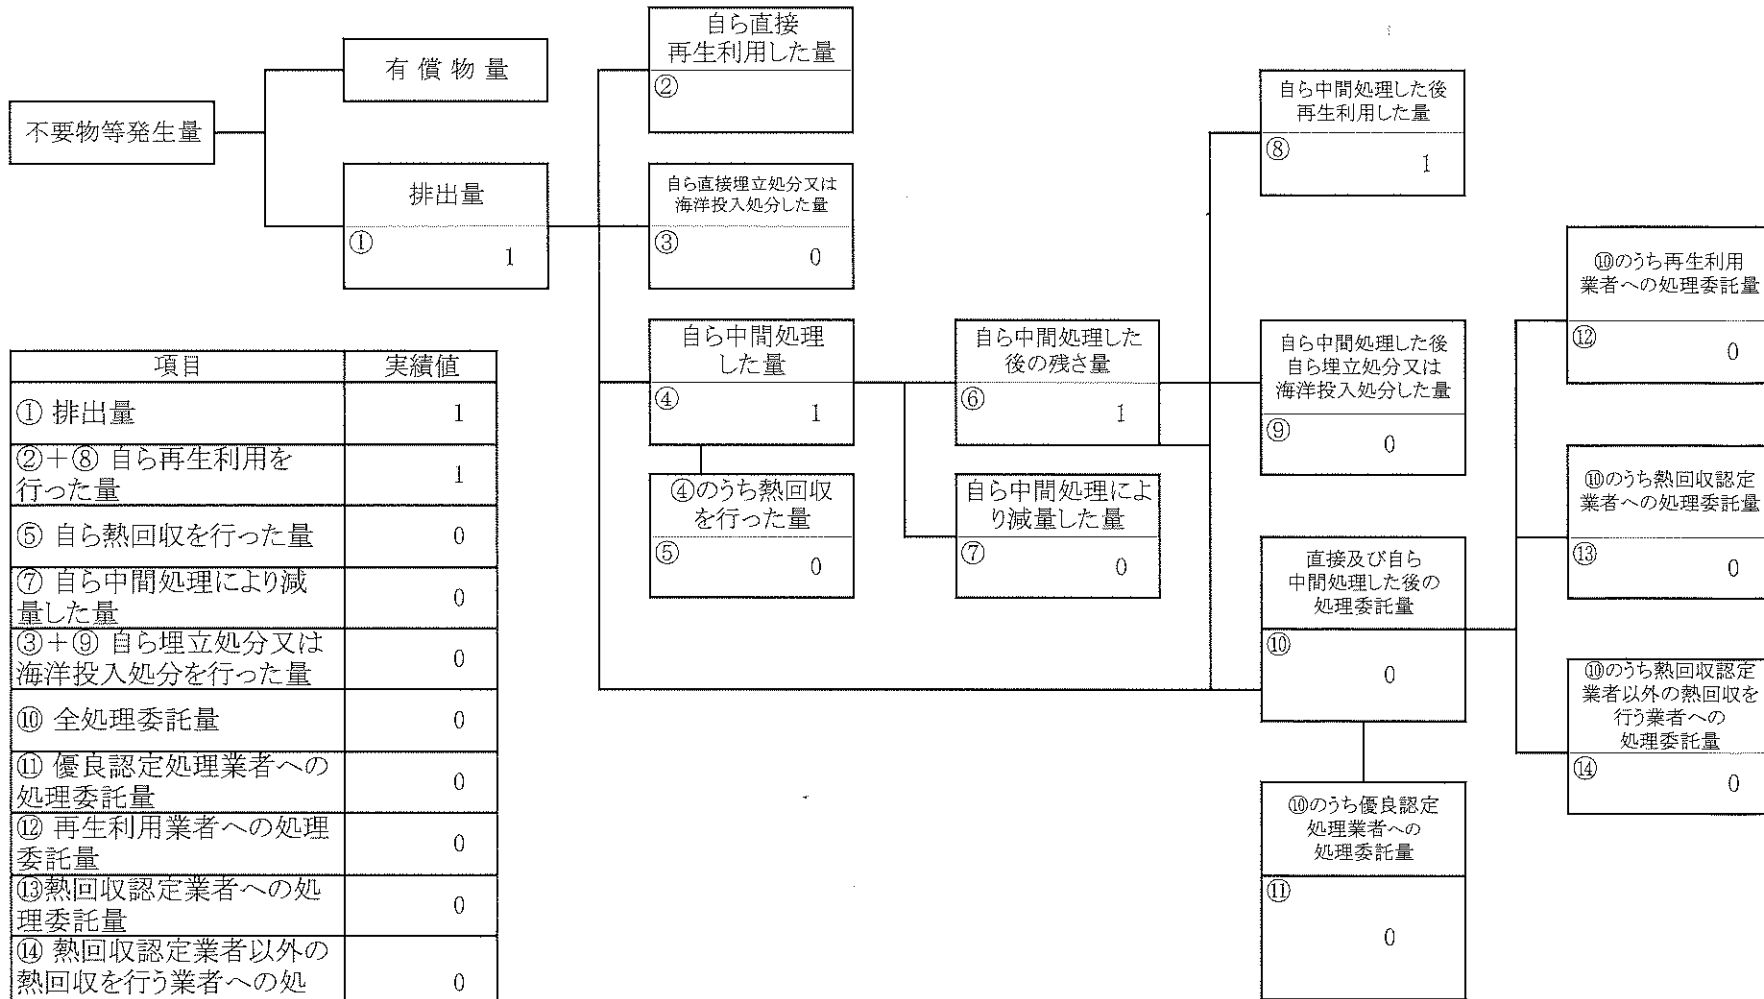 不要物等発生量
有償物量
排出量
①
1
自ら直接
再生利用した量
②
自ら直接埋立処分又は
海洋投入処分した量
③
0
自ら中間処理
した量
④
1
④のうち熱回収
を行った量
⑤
0
自ら中間処理した
後の残さ量
⑥
1
自ら中間処理によ
り減量した量
⑦
0
自ら中間処理した後
再生利用した量
⑧
1
自ら中間処理した後
自ら埋立処分又は
海洋投入処分した量
⑨
0
直接及び自ら
中間処理した後の
処理委託量
⑩
0
⑩のうち優良認定
処理業者への
処理委託量
⑪
0
⑩のうち再生利用
業者への処理委託量
⑫
0
⑩のうち熱回収認定
業者への処理委託量
⑬
0
⑩のうち熱回収認定
業者以外の熱回収を
行う業者への
処理委託量
⑭
0
項目 実績値
① 排出量 1
②+⑧ 自ら再生利用を
行った量 1
⑤ 自ら熱回収を行った量 0
⑦ 自ら中間処理により減
量した量 0
③+⑨ 自ら埋立処分又は
海洋投入処分を行った量 0
⑩ 全処理委託量 0
⑪ 優良認定処理業者への
処理委託量 0
⑫ 再生利用業者への処理
委託量 0
⑬熱回収認定業者への処
理委託量 0
⑭ 熱回収認定業者以外の
熱回収を行う業者への処 0